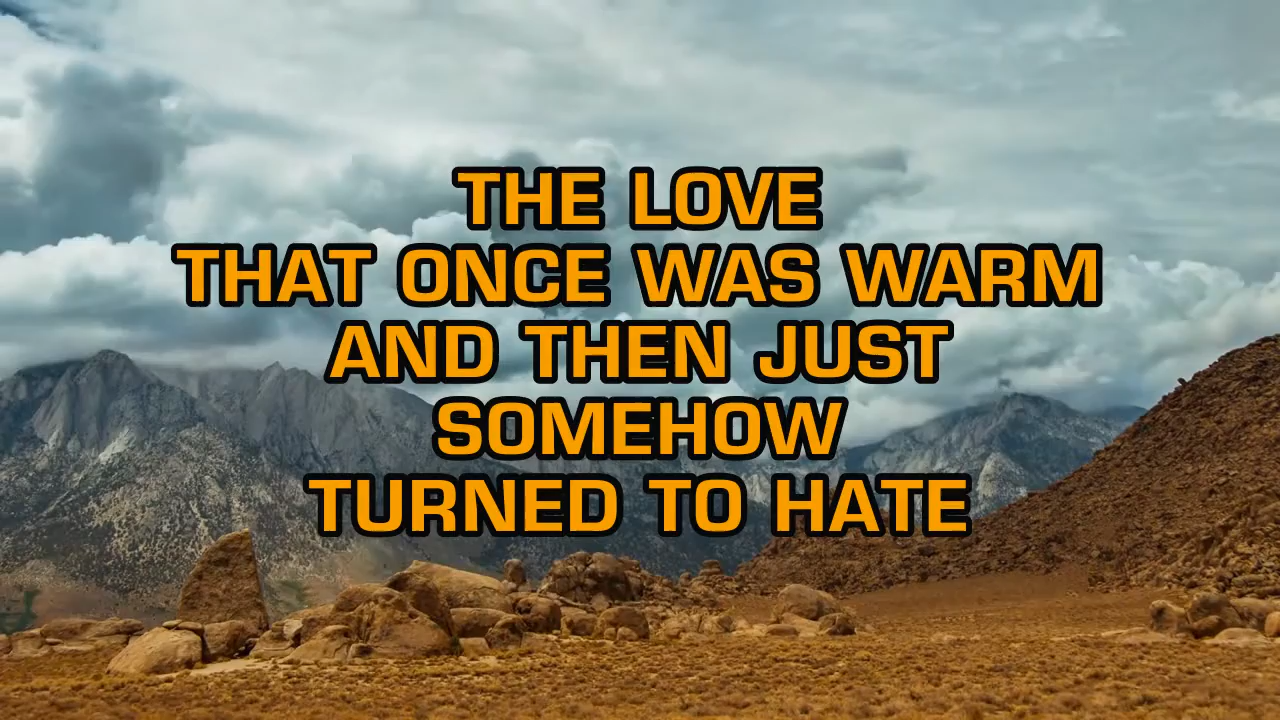 THE LOVE
THAT ONCE WAS WARM
AND THEN JUST
SOMEHOW
TURNED TO HATE